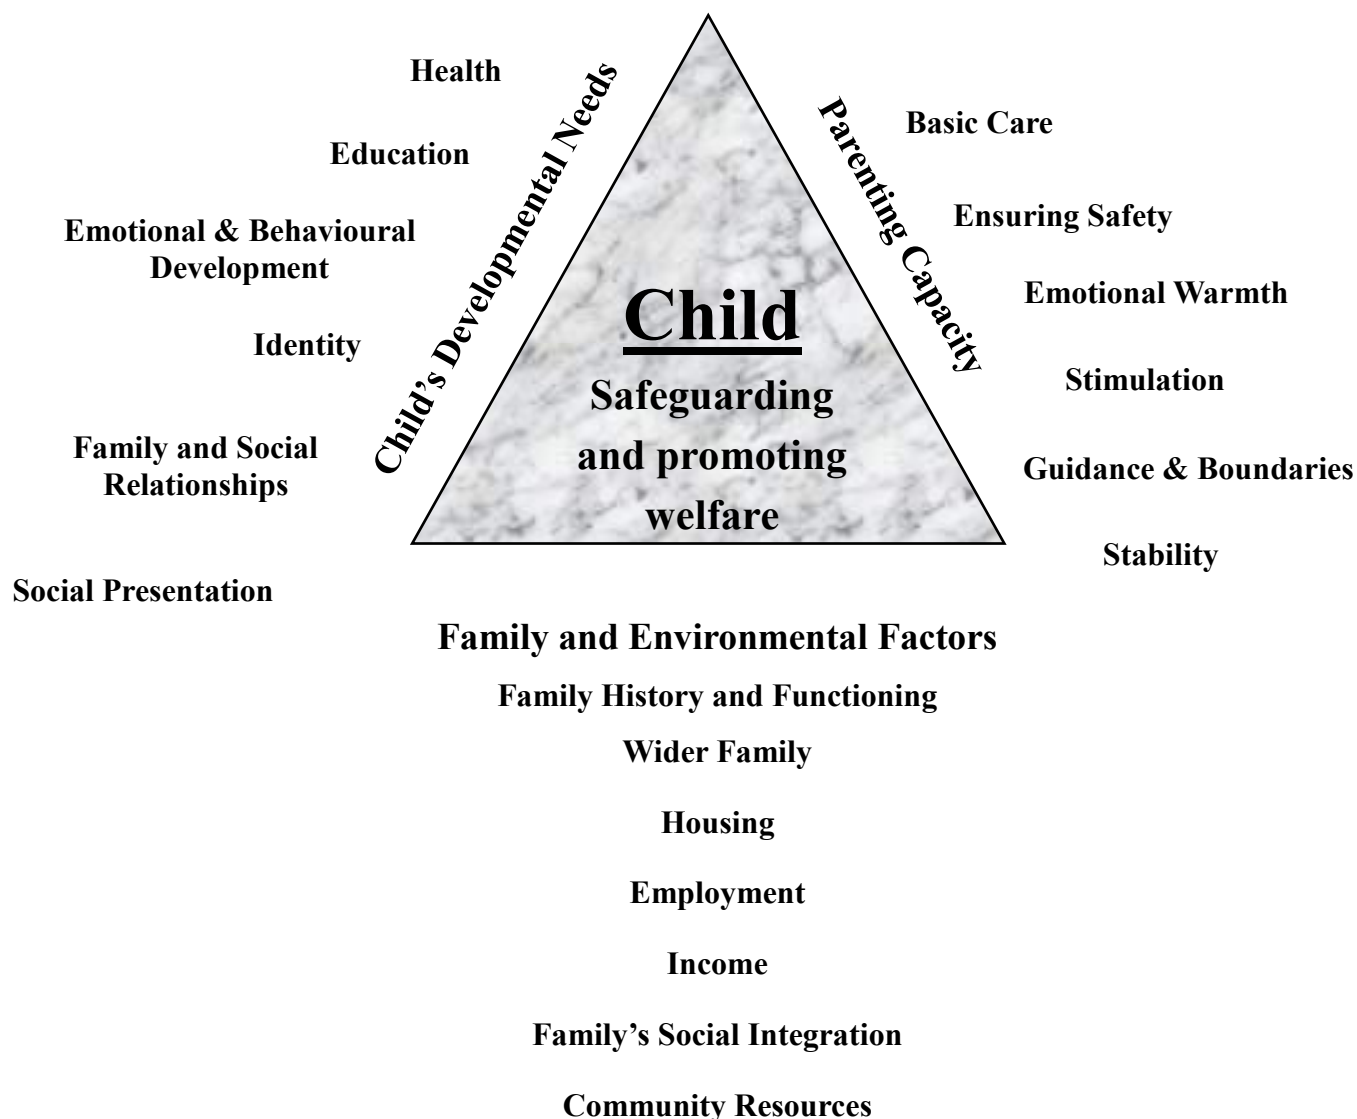 Health
Education
Emotional & Behavioural
Development
Identity
Family and Social
Relationships
Social Presentation
Child's Developmental Needs
Child
Safeguarding
and promoting
welfare
Parenting Capacity
Basic Care
Ensuring Safety
Emotional Warmth
Stimulation
Guidance & Boundaries
Stability
Family and Environmental Factors
Family History and Functioning
Wider Family
Housing
Employment
Income
Family’s Social Integration
Community Resources